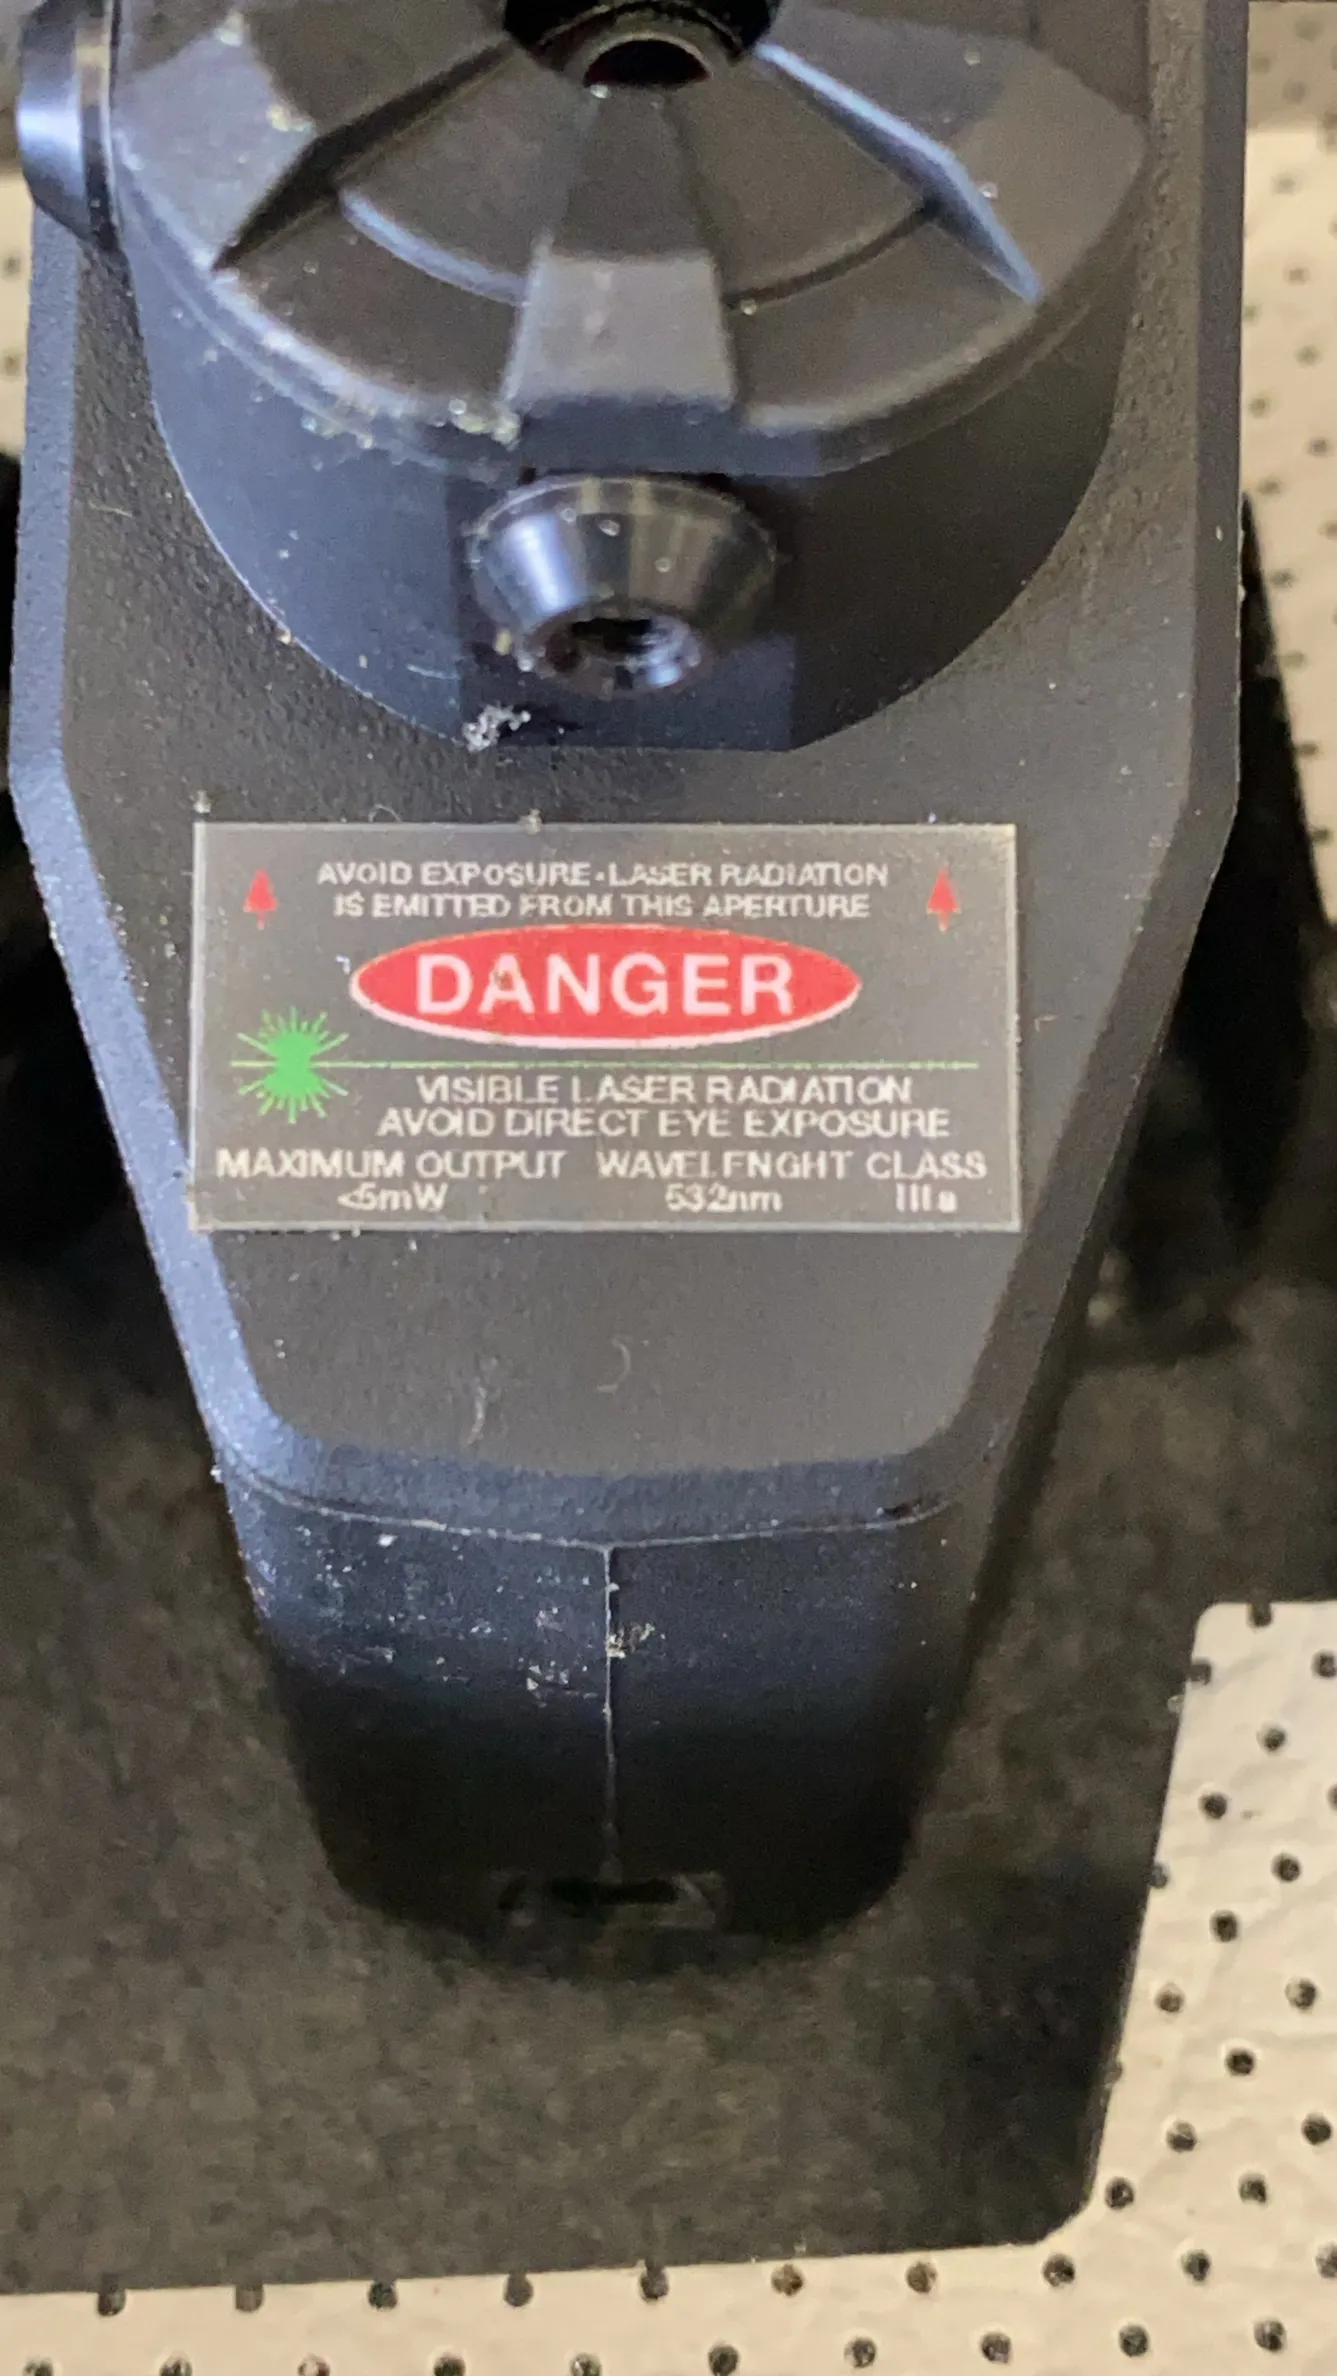 AVOID EXPOSURE-LASER RADIATION
IS EMITTED FROM THIS APERTURE
DANGER
VISIBLE LASER RADIATION
AVOID DIRECT EYE EXPOSURE
MAXIMUM OUTPUT WAVELENGHT CLASS
<5mW 532nm IIIa